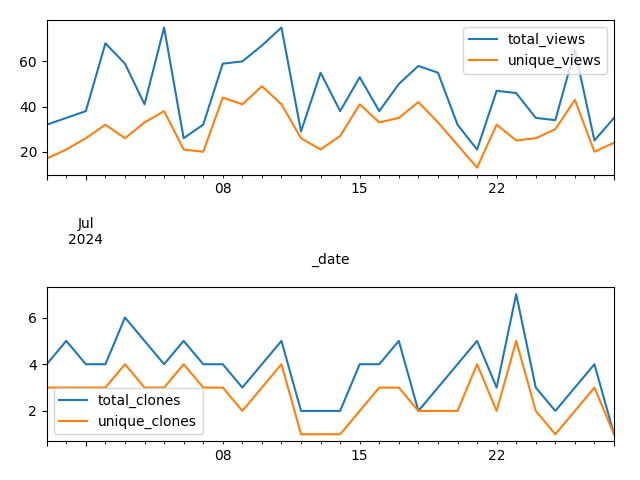 60
40
20
total_views
unique_views
08
15
22
Jul
2024
_date
6
4
2
total_clones
unique_clones
08
15
22